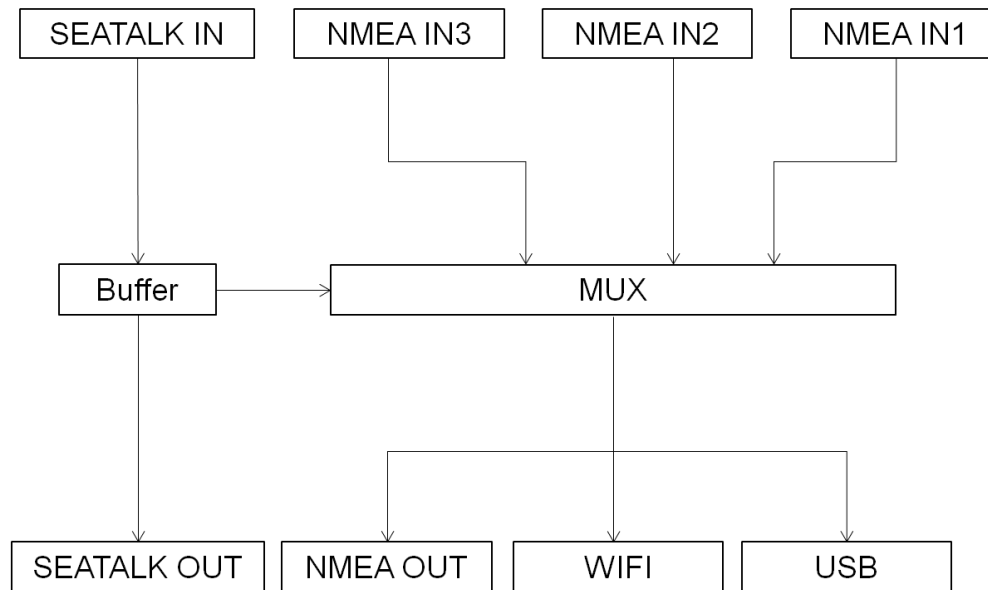 SEATALK IN
NMEA IN3
NMEA IN2
NMEA IN1
Buffer
MUX
SEATALK OUT
NMEA OUT
WIFI
USB